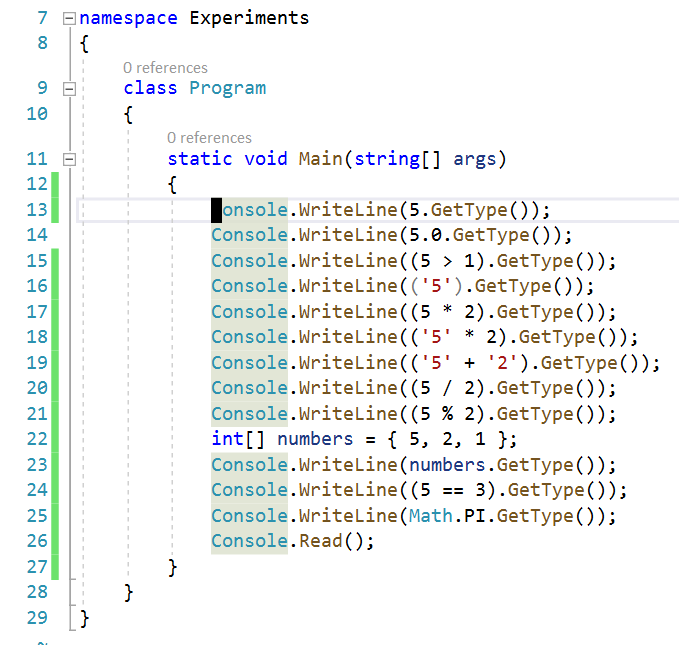 7 namespace Experiments
8 {
0 references
9 class Program
10 {
0 references
11 static void Main(string[] args)
12 {
13 Console.WriteLine(5.GetType());
14 Console.WriteLine(5.0.GetType());
15 Console.WriteLine((5 > 1).GetType());
16 Console.WriteLine(('5').GetType());
17 Console.WriteLine((5 * 2).GetType());
18 Console.WriteLine(('5' * 2).GetType());
19 Console.WriteLine(('5' + '2').GetType());
20 Console.WriteLine((5 / 2).GetType());
21 Console.WriteLine((5 % 2).GetType());
22 int[] numbers = { 5, 2, 1 };
23 Console.WriteLine(numbers.GetType());
24 Console.WriteLine((5 == 3).GetType());
25 Console.WriteLine(Math.PI.GetType());
26 Console.Read();
27 }
28 }
29 }